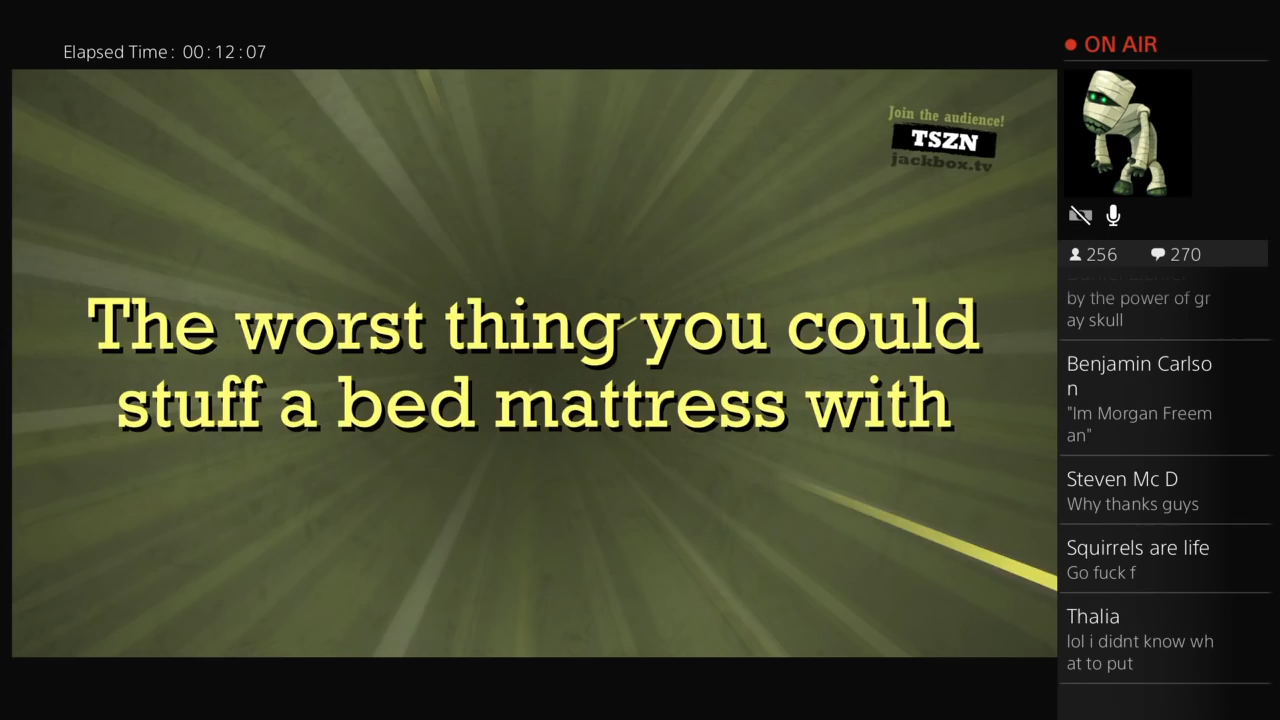 Elapsed Time: 00:12:07
ON AIR
Join the audience!
TSZN
jackbox.tv
The worst thing you could
stuff a bed mattress with
256 270
by the power of gr
ay skull
Benjamin Carlso
n
"Im Morgan Freem
an"
Steven Mc D
Why thanks guys
Squirrels are life
Go fuck f
Thalia
lol i didnt know wh
at to put